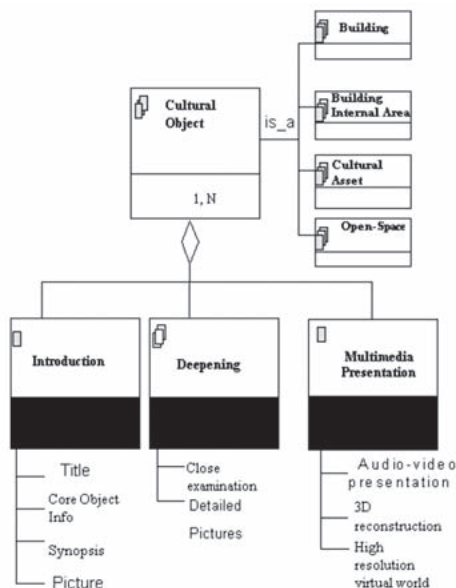 Building
Cultural
Object
is_a
Building
Internal Area
Cultural
Asset
1, N
Open-Space
Introduction
Deepening
Multimedia
Presentation
Title
Core Object
Info
Synopsis
Picture
Close
examination
Detailed
Pictures
Audio-video
presentation
3D
reconstruction
High
resolution
virtual world